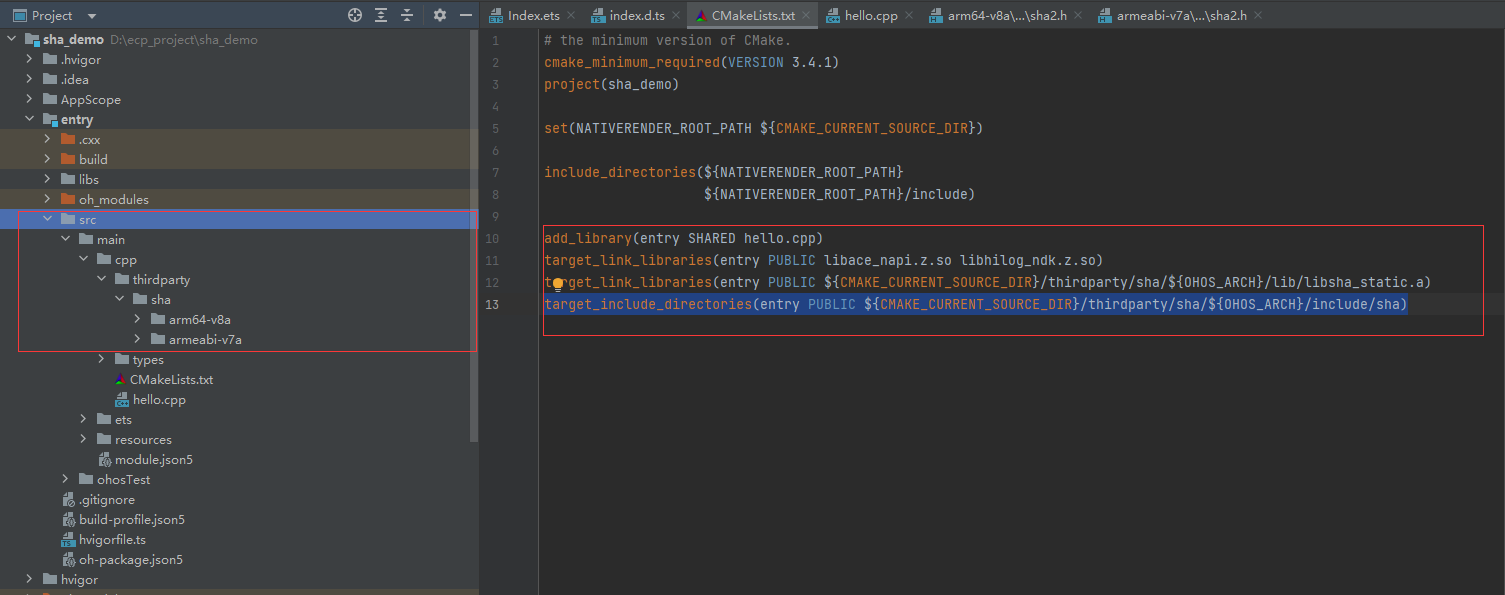 Project
sha_demo D:\ecp_project\sha_demo
.hvigor
.idea
AppScope
entry
.cxx
build
libs
oh_modules
src
main
cpp
thirdparty
sha
arm64-v8a
armeabi-v7a
types
CMakeLists.txt
hello.cpp
ets
resources
module.json5
ohosTest
.gitignore
build-profile.json5
hvigorfile.ts
oh-package.json5
hvigor
Index.ets index.d.ts CMakeLists.txt hello.cpp arm64-v8a\...\sha2.h armeabi-v7a\...\sha2.h
1 # the minimum version of CMake.
2 cmake_minimum_required(VERSION 3.4.1)
3 project(sha_demo)
4
5 set(NATIVERENDER_ROOT_PATH ${CMAKE_CURRENT_SOURCE_DIR})
6
7 include_directories(${NATIVERENDER_ROOT_PATH}
8 ${NATIVERENDER_ROOT_PATH}/include)
9
10 add_library(entry SHARED hello.cpp)
11 target_link_libraries(entry PUBLIC libace_napi.z.so libhilog_ndk.z.so)
12 target_link_libraries(entry PUBLIC ${CMAKE_CURRENT_SOURCE_DIR}/thirdparty/sha/${OHOS_ARCH}/lib/libsha_static.a)
13 target_include_directories(entry PUBLIC ${CMAKE_CURRENT_SOURCE_DIR}/thirdparty/sha/${OHOS_ARCH}/include/sha)